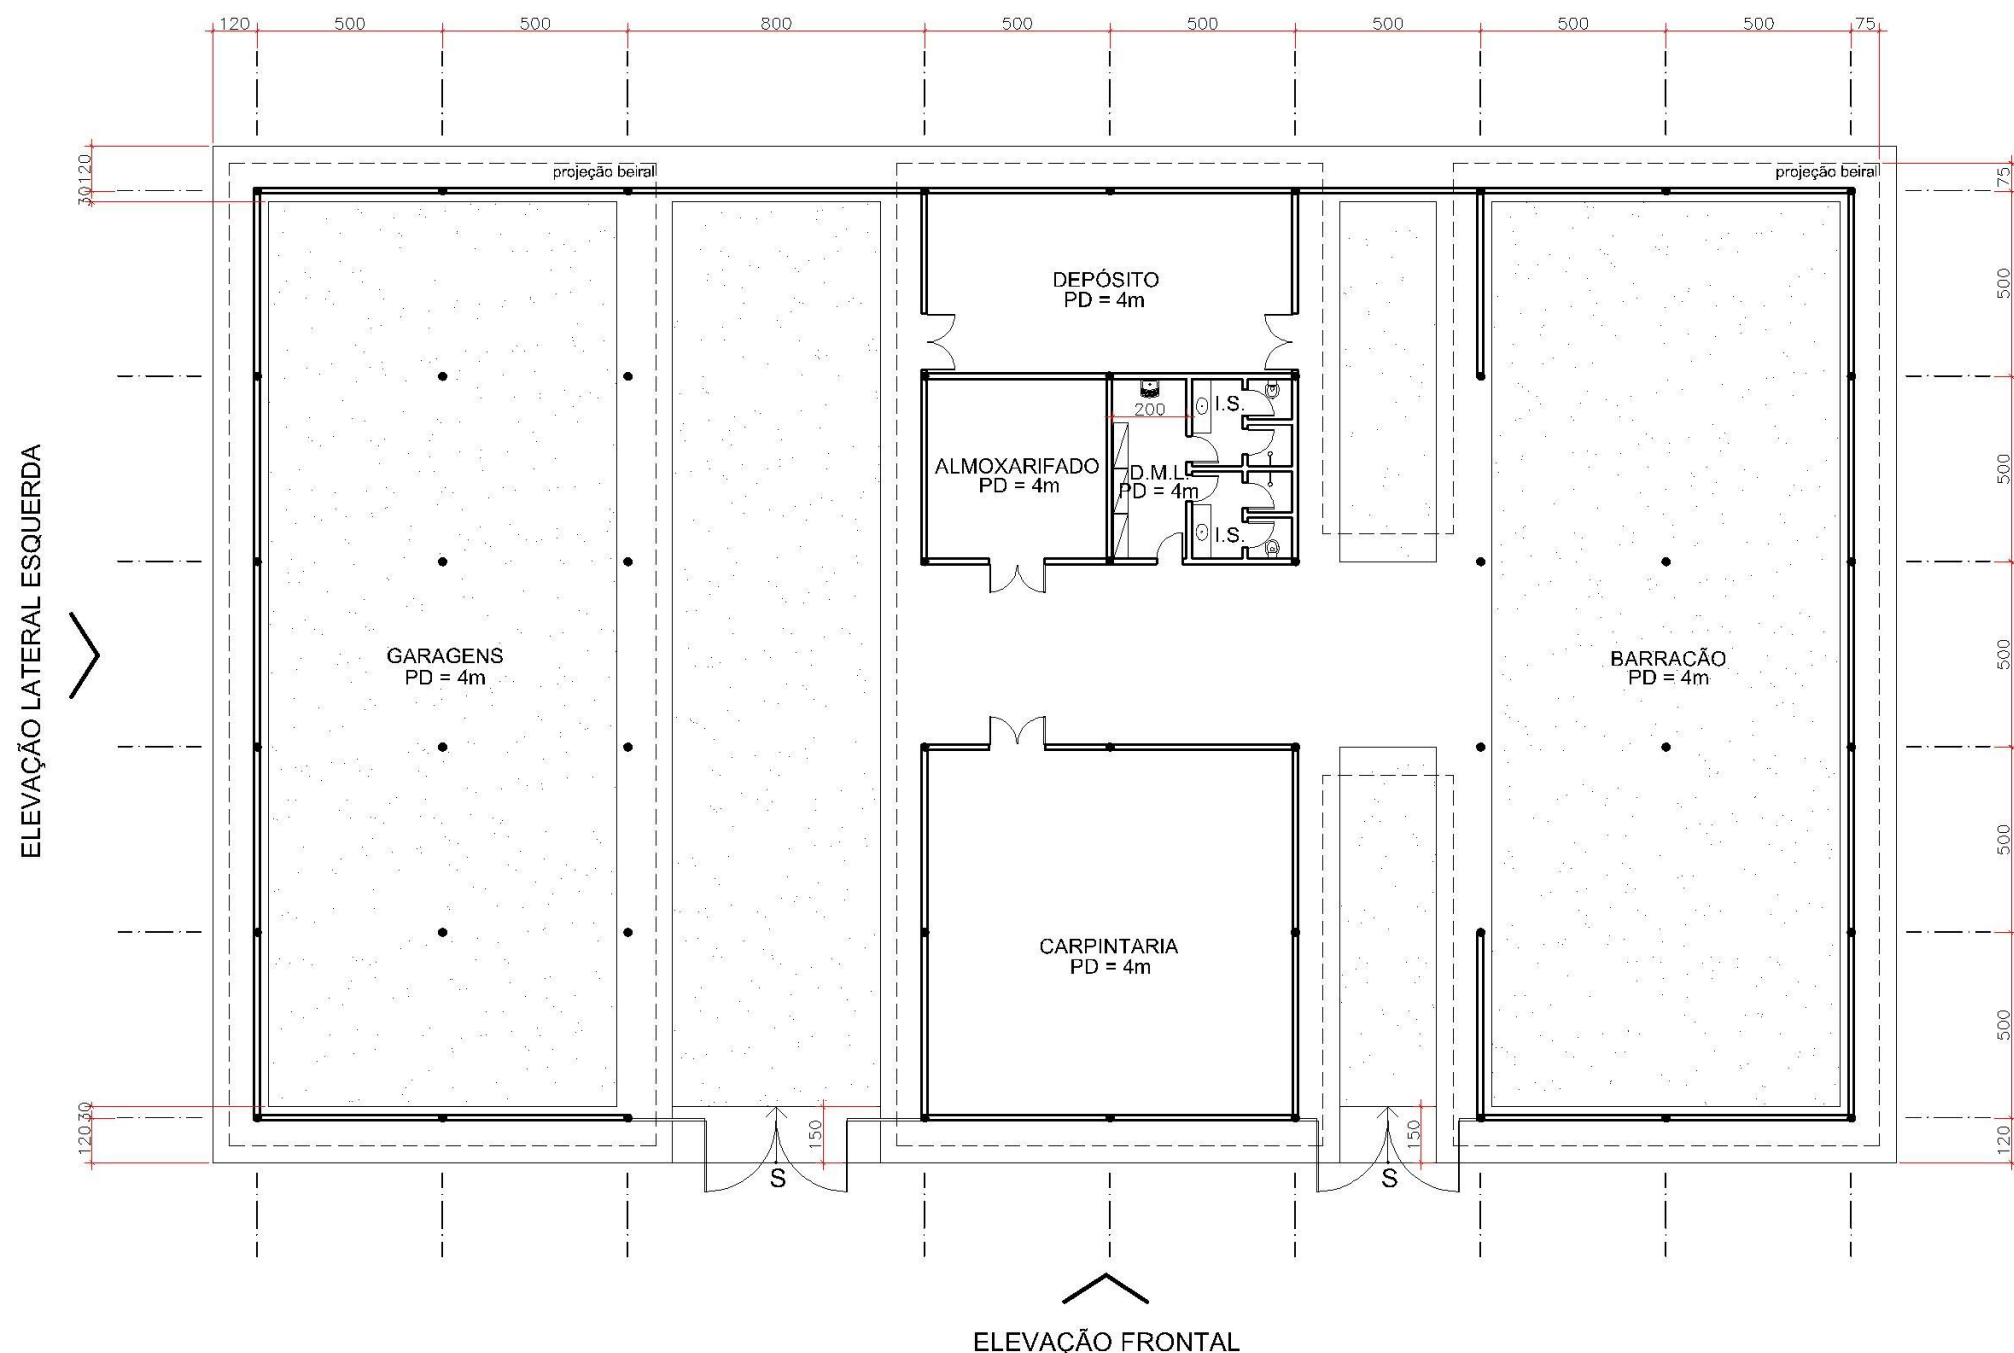 120 500 500 800 500 500 500 500 500 75
120
30
projeção beiral
projeção beiral
75
DEPÓSITO
PD = 4m
500
200
I.S.
ALMOXARIFADO
PD = 4m
D.M.L.
PD = 4m
I.S.
500
ELEVAÇÃO LATERAL ESQUERDA
GARAGENS
PD = 4m
BARRACÃO
PD = 4m
500
500
CARPINTARIA
PD = 4m
500
30
120
150
S
150
S
120
ELEVAÇÃO FRONTAL